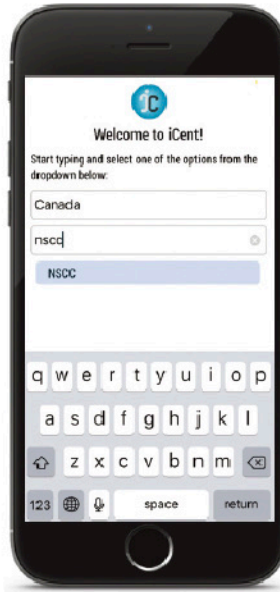 iC
Welcome to iCent!
Start typing and select one of the options from the
dropdown below:
Canada
nscc
NSCC
q w e r t y u i o p
a s d f g h j k l
z x c v b n m
123 space return